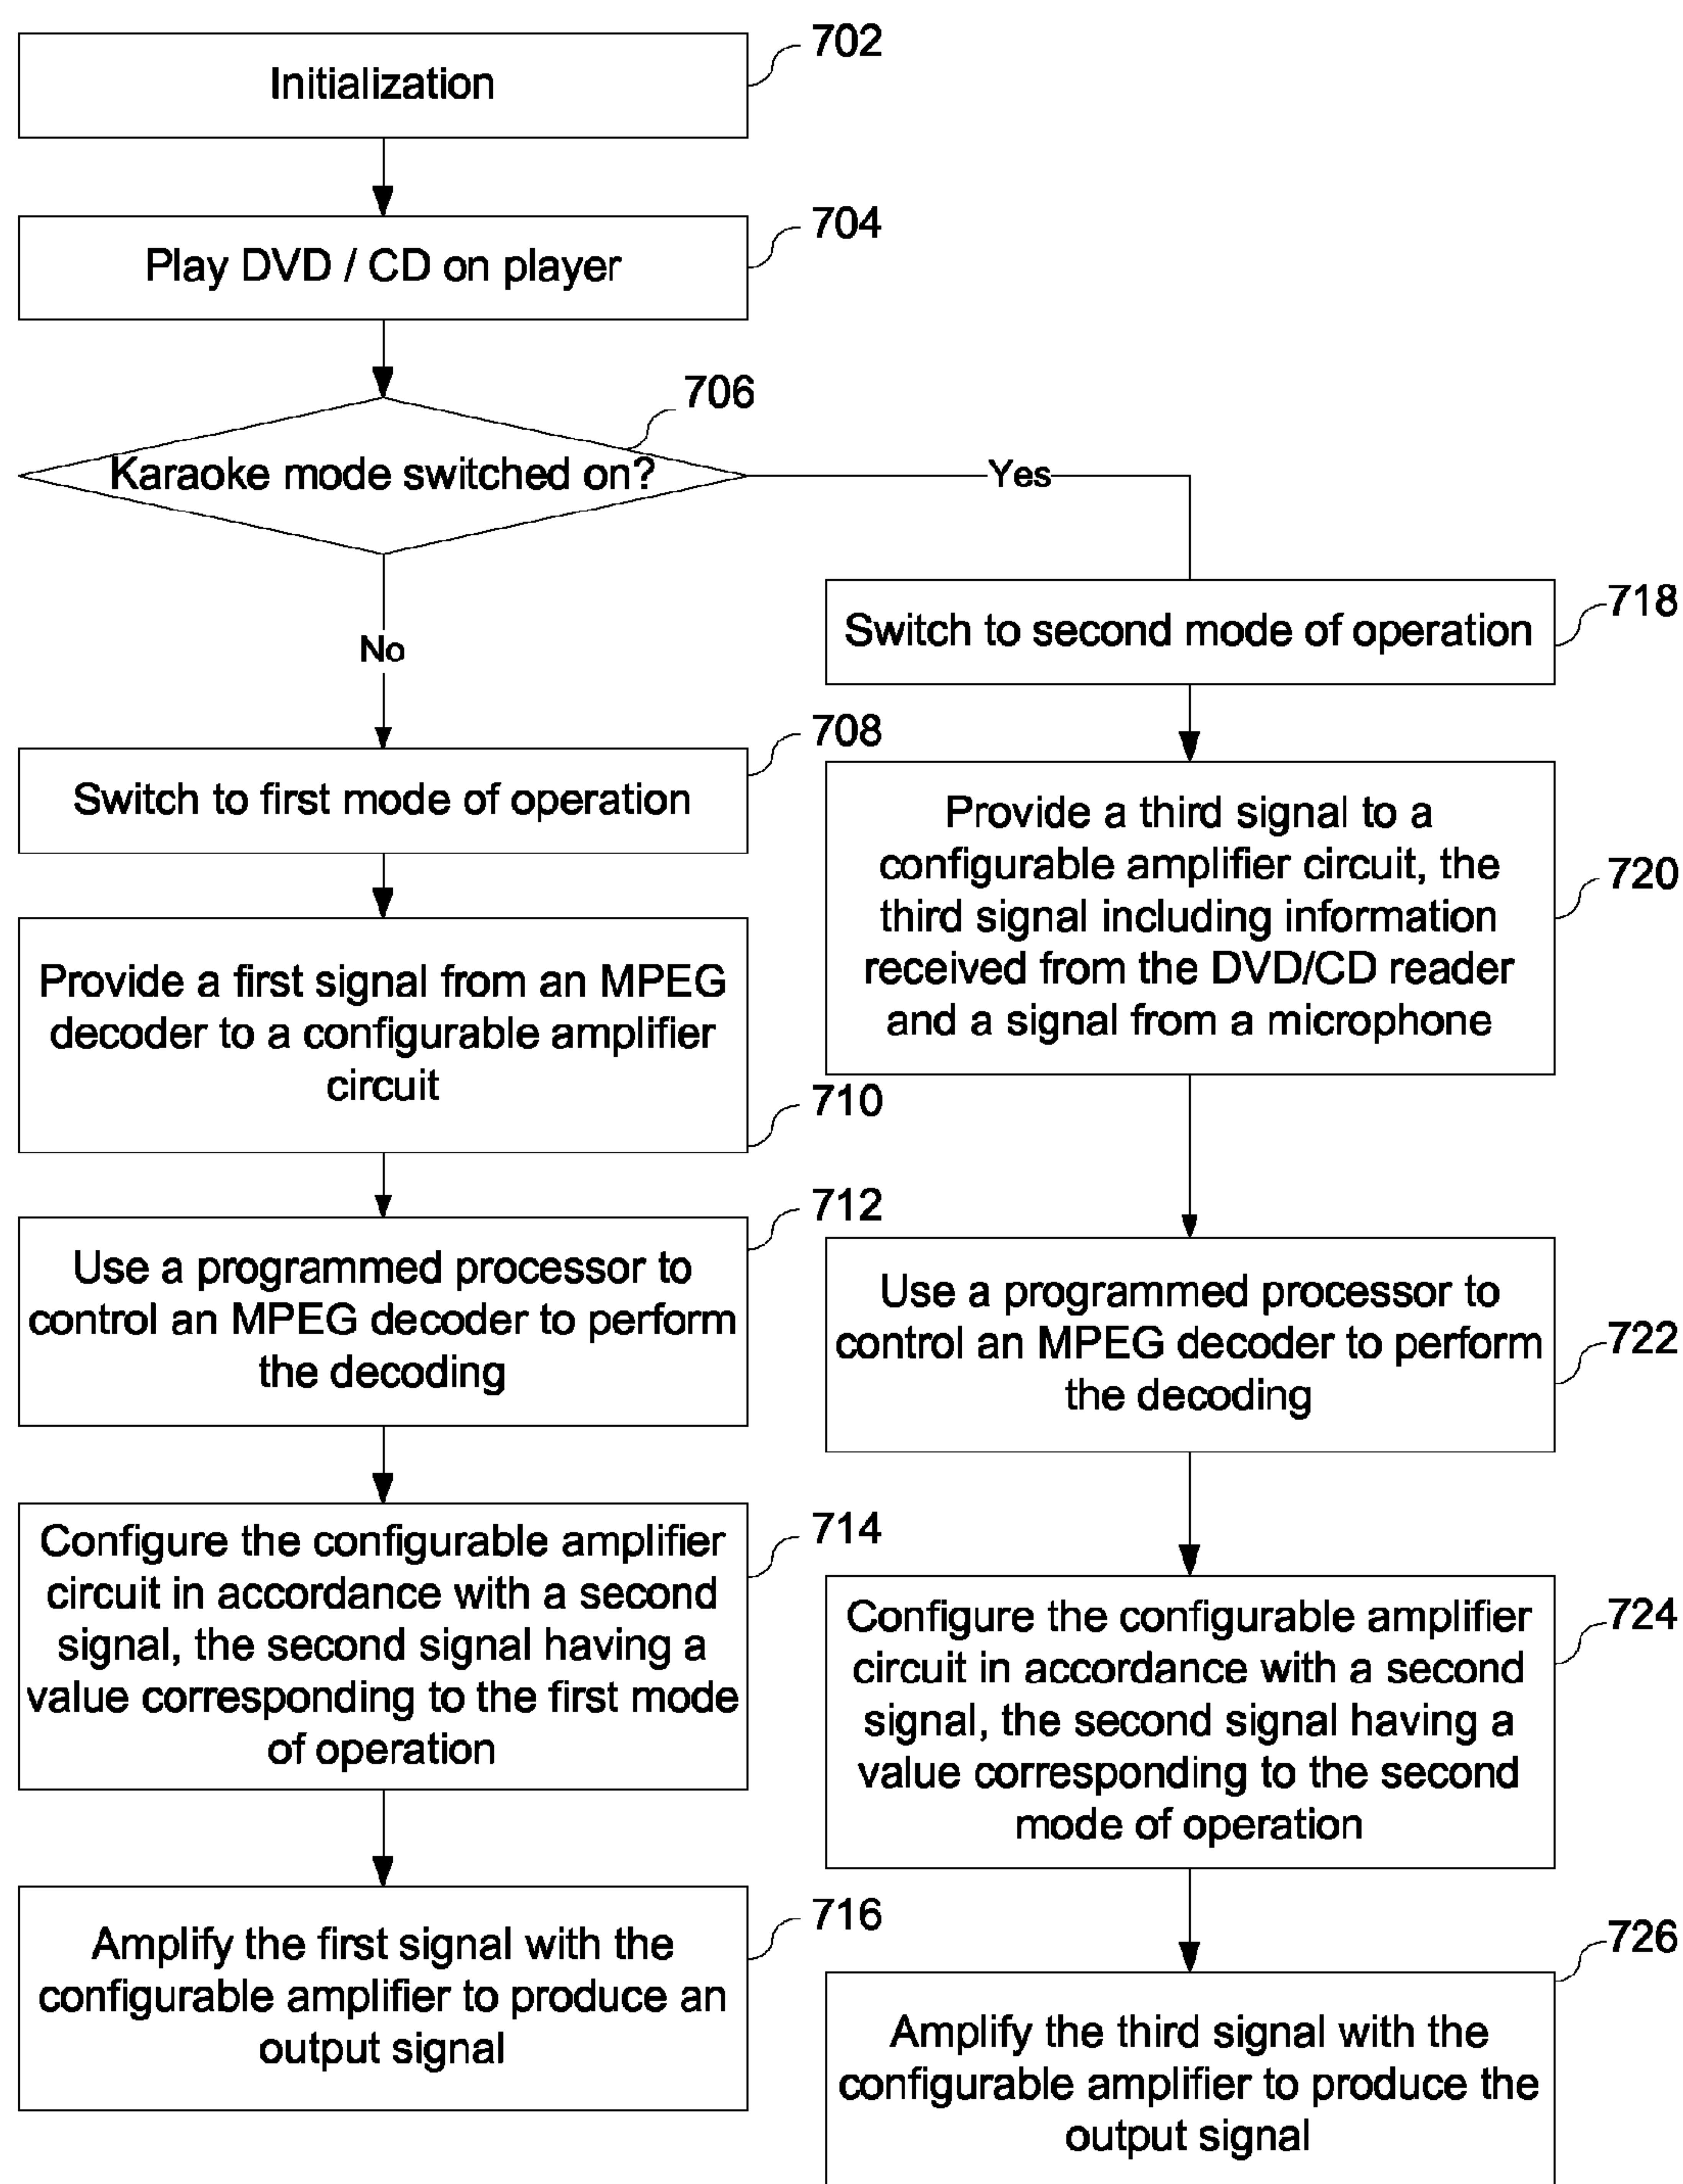 702
Initialization
704
Play DVD / CD on player
706
Karaoke mode switched on?
Yes
No
708
Switch to first mode of operation
710
Provide a first signal from an MPEG
decoder to a configurable amplifier
circuit
712
Use a programmed processor to
control an MPEG decoder to perform
the decoding
714
Configure the configurable amplifier
circuit in accordance with a second
signal, the second signal having a
value corresponding to the first mode
of operation
716
Amplify the first signal with the
configurable amplifier to produce an
output signal
718
Switch to second mode of operation
720
Provide a third signal to a
configurable amplifier circuit, the
third signal including information
received from the DVD/CD reader
and a signal from a microphone
722
Use a programmed processor to
control an MPEG decoder to perform
the decoding
724
Configure the configurable amplifier
circuit in accordance with a second
signal, the second signal having a
value corresponding to the second
mode of operation
726
Amplify the third signal with the
configurable amplifier to produce the
output signal